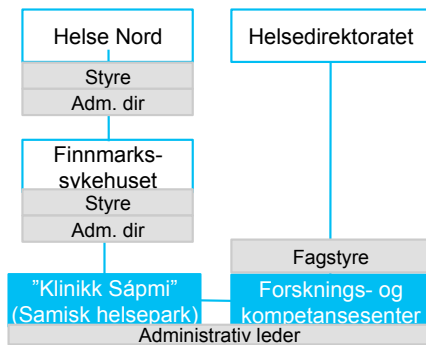 Helse Nord
Styre
Adm. dir
Finnmarks-
sykehuset
Styre
Adm. dir
"Klinikk Sápmi"
(Samisk helsepark)
Helsedirektoratet
Fagstyre
Forsknings- og
kompetansesenter
Administrativ leder